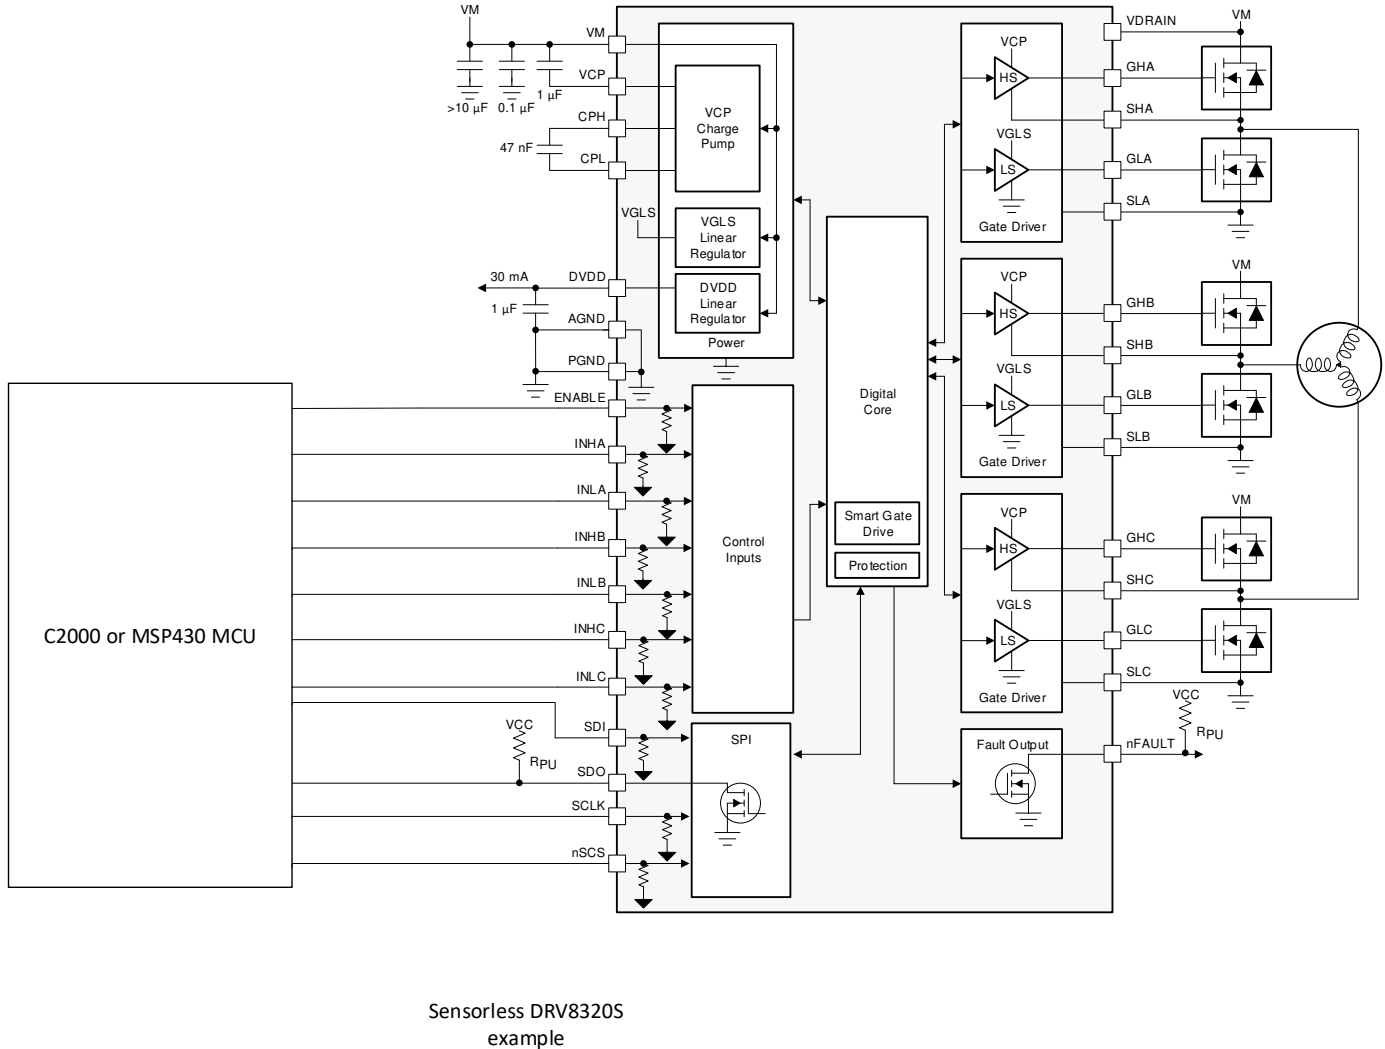 VM
VM
VCP
>10 µF
0.1 µF
1 µF
CPH
47 nF
CPL
VCP
Charge
Pump
VGLS
VGLS
Linear
Regulator
30 mA
DVDD
1 µF
DVDD
Linear
Regulator
AGND
PGND
Power
ENABLE
INHA
INLA
INHB
INLB
INHC
INLC
Control
Inputs
C2000 or MSP430 MCU
VCC
RPU
SDI
SDO
SCLK
nSCS
SPI
Digital
Core
Smart Gate
Drive
Protection
VCP
HS
VGLS
LS
Gate Driver
VCP
HS
VGLS
LS
Gate Driver
VCP
HS
VGLS
LS
Gate Driver
Fault Output
VDRAIN
VM
GHA
SHA
GLA
SLA
VM
GHB
SHB
GLB
SLB
VM
GHC
SHC
GLC
SLC
VCC
RPU
nFAULT
Sensorless DRV8320S
example